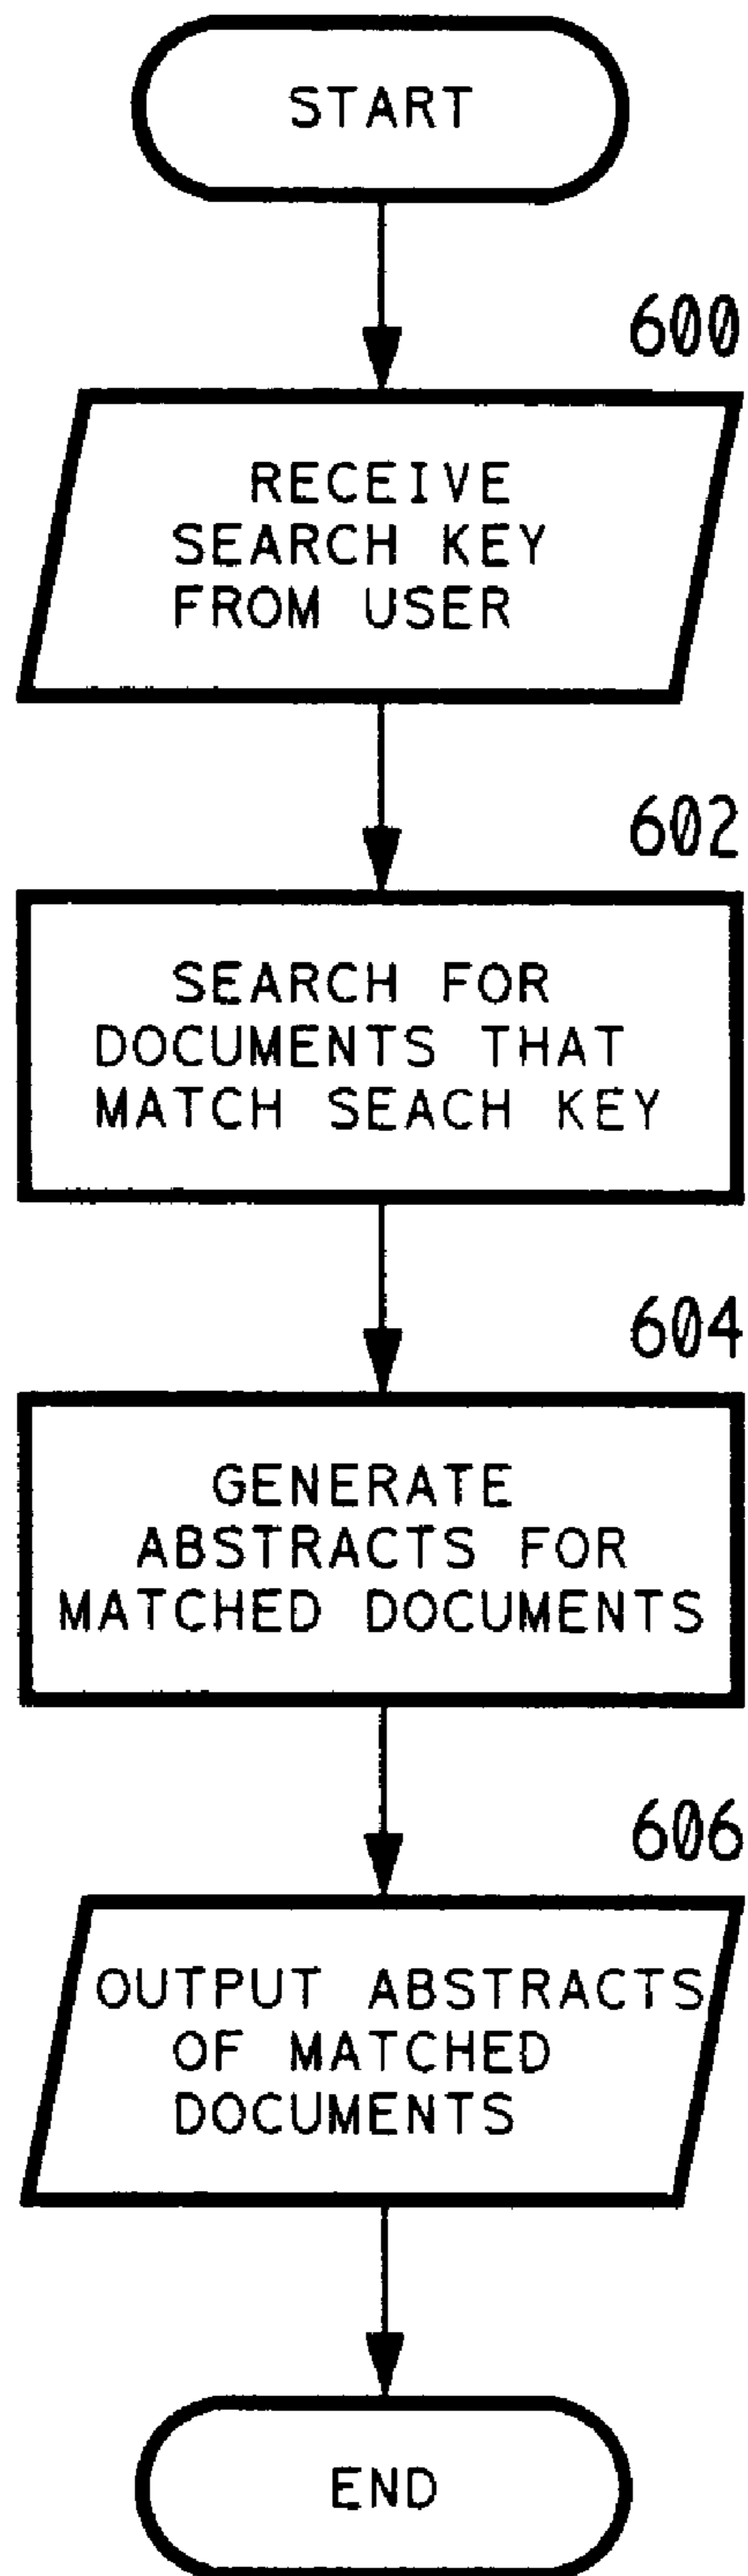 START
600
RECEIVE
SEARCH KEY
FROM USER
602
SEARCH FOR
DOCUMENTS THAT
MATCH SEACH KEY
604
GENERATE
ABSTRACTS FOR
MATCHED DOCUMENTS
606
OUTPUT ABSTRACTS
OF MATCHED
DOCUMENTS
END